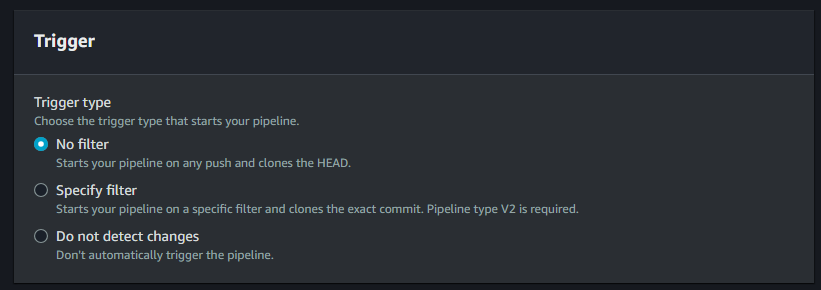 Trigger
Trigger type
Choose the trigger type that starts your pipeline.
No filter
Starts your pipeline on any push and clones the HEAD.
Specify filter
Starts your pipeline on a specific filter and clones the exact commit. Pipeline type V2 is required.
Do not detect changes
Don't automatically trigger the pipeline.